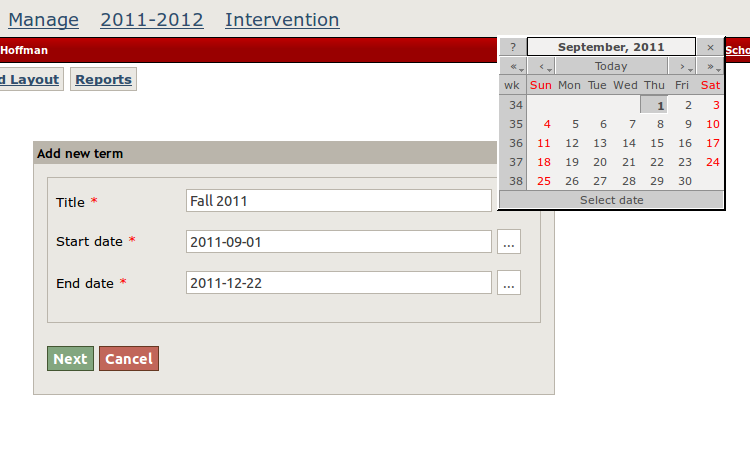 Manage 2011-2012 Intervention
Hoffman
Scho
d Layout Reports
? September, 2011 ×
« ‹ Today › »
wk Sun Mon Tue Wed Thu Fri Sat
34 1 2 3
35 4 5 6 7 8 9 10
36 11 12 13 14 15 16 17
37 18 19 20 21 22 23 24
38 25 26 27 28 29 30
Select date
Add new term
Title * Fall 2011
Start date * 2011-09-01 ...
End date * 2011-12-22 ...
Next Cancel